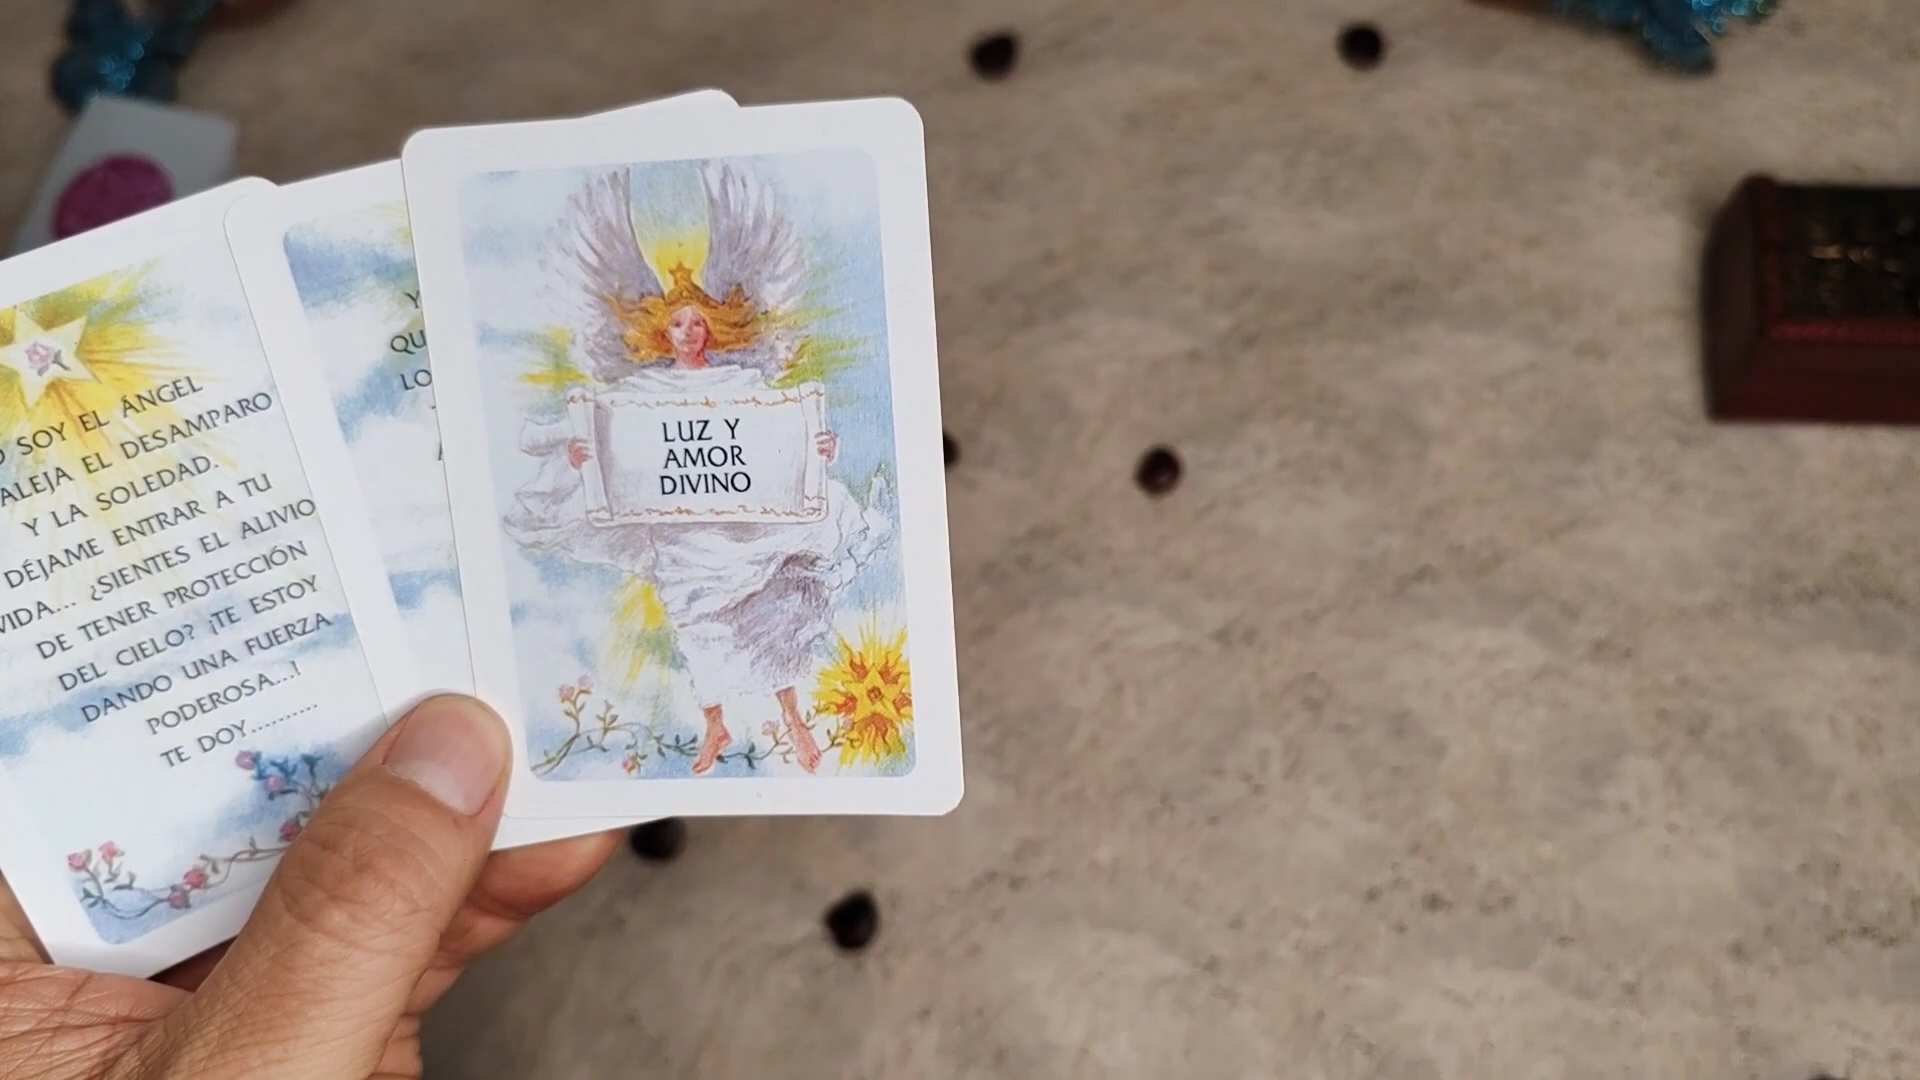 SOY EL ÁNGEL
ALEJA EL DESAMPARO
Y LA SOLEDAD.
DÉJAME ENTRAR A TU
VIDA... ¿SIENTES EL ALIVIO
DE TENER PROTECCIÓN
DEL CIELO? ¡TE ESTOY
DANDO UNA FUERZA
PODEROSA...!
TE DOY..........
Y
QU
LO
LUZ Y
AMOR
DIVINO